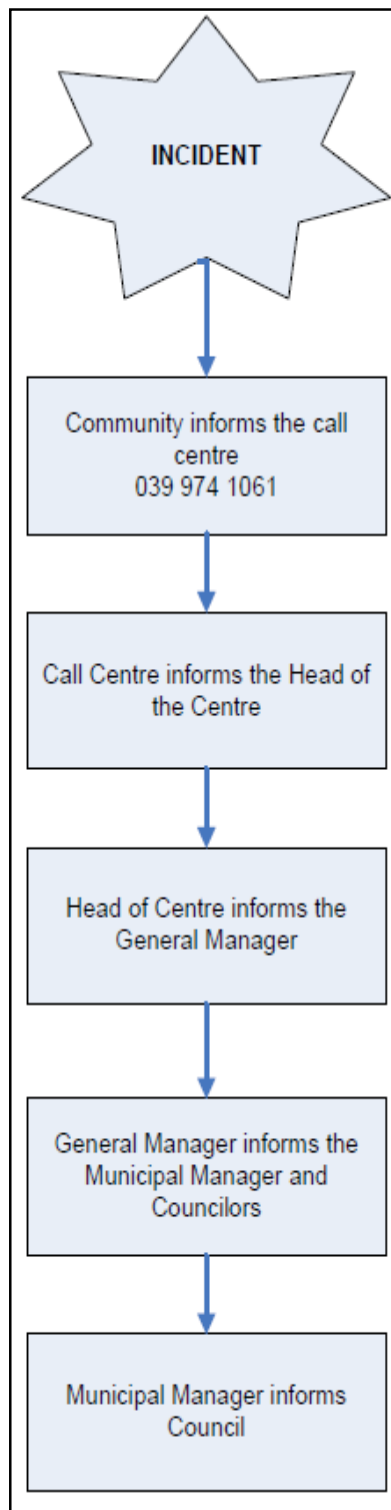 INCIDENT
Community informs the call
centre
039 974 1061
Call Centre informs the Head of
the Centre
Head of Centre informs the
General Manager
General Manager informs the
Municipal Manager and
Councilors
Municipal Manager informs
Council